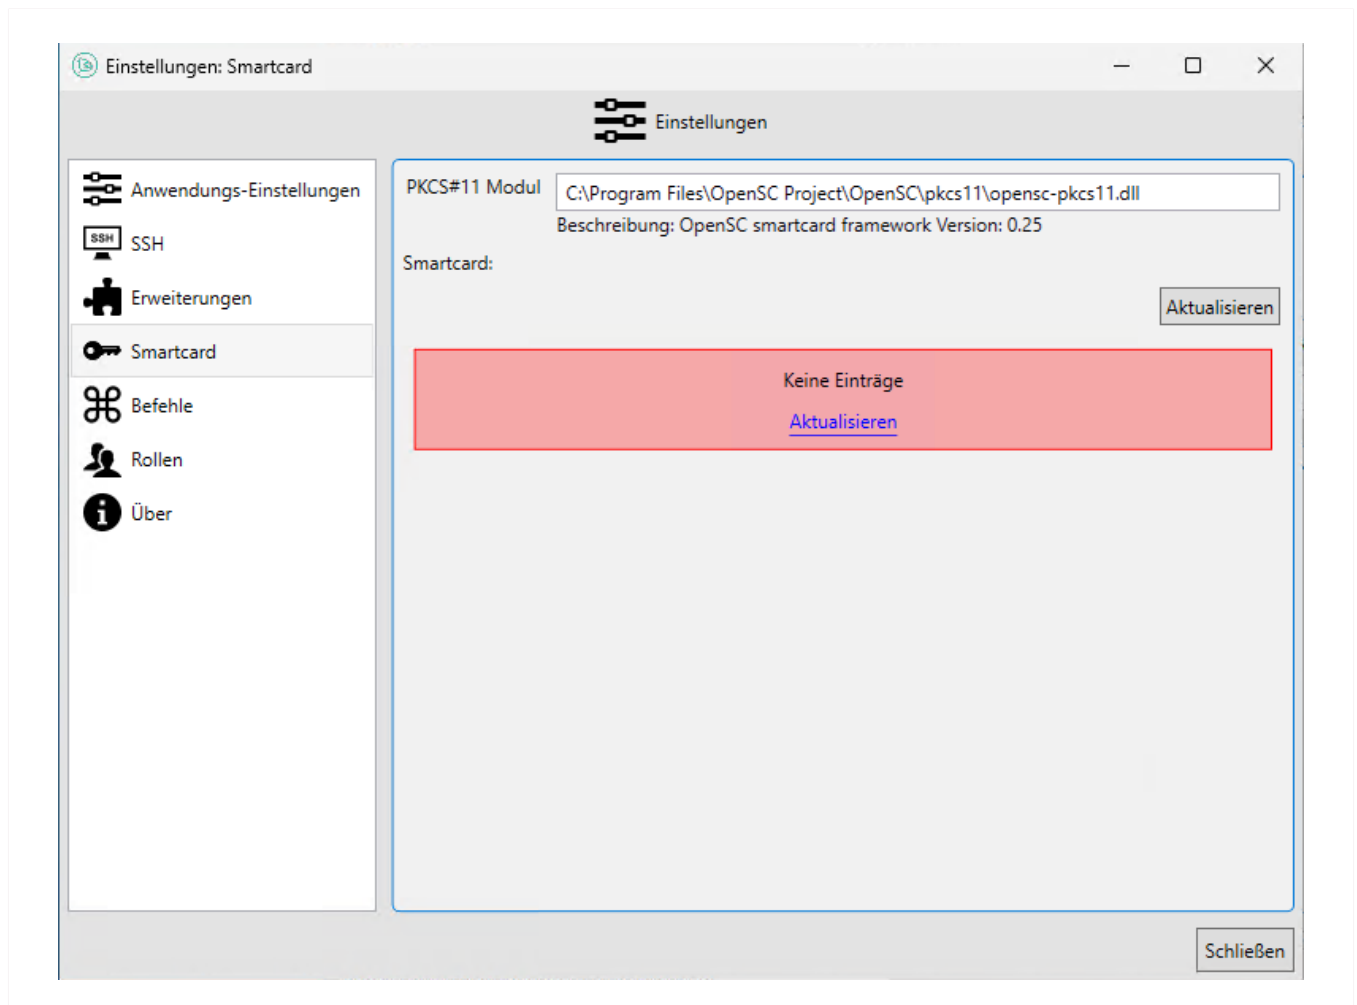 Einstellungen: Smartcard
Einstellungen
Anwendungs-Einstellungen
SSH
SSH
Erweiterungen
Smartcard
Befehle
Rollen
Über
PKCS#11 Modul
C:\Program Files\OpenSC Project\OpenSC\pkcs11\opensc-pkcs11.dll
Beschreibung: OpenSC smartcard framework Version: 0.25
Smartcard:
Aktualisieren
Keine Einträge
Aktualisieren
Schließen